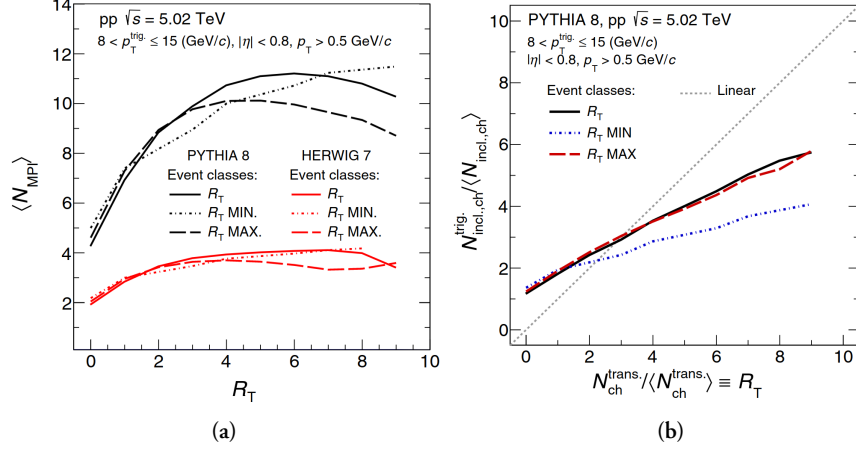 pp √s = 5.02 TeV
8 < p_T^trig. ≤ 15 (GeV/c), |η| < 0.8, p_T > 0.5 GeV/c
14
12
10
8
6
4
2
⟨N_MPI⟩
PYTHIA 8 HERWIG 7
Event classes: Event classes:
R_T R_T
R_T MIN. R_T MIN.
R_T MAX. R_T MAX.
0 2 4 6 8 10
R_T
(a)
PYTHIA 8, pp √s = 5.02 TeV
8 < p_T^trig. ≤ 15 (GeV/c)
|η| < 0.8, p_T > 0.5 GeV/c
Event classes: Linear
R_T
R_T MIN
R_T MAX
10
8
6
4
2
0
N_incl,ch^trig./⟨N_incl,ch⟩
0 2 4 6 8 10
N_ch^trans./⟨N_ch^trans.⟩ ≡ R_T
(b)